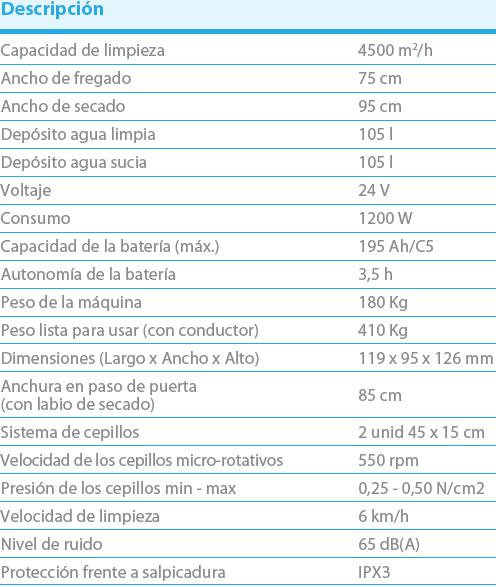 Descripción
Capacidad de limpieza 4500 m²/h
Ancho de fregado 75 cm
Ancho de secado 95 cm
Depósito agua limpia 105 l
Depósito agua sucia 105 l
Voltaje 24 V
Consumo 1200 W
Capacidad de la batería (máx.) 195 Ah/C5
Autonomía de la batería 3,5 h
Peso de la máquina 180 Kg
Peso lista para usar (con conductor) 410 Kg
Dimensiones (Largo x Ancho x Alto) 119 x 95 x 126 mm
Anchura en paso de puerta
(con labio de secado) 85 cm
Sistema de cepillos 2 unid 45 x 15 cm
Velocidad de los cepillos micro-rotativos 550 rpm
Presión de los cepillos min - max 0,25 - 0,50 N/cm2
Velocidad de limpieza 6 km/h
Nivel de ruido 65 dB(A)
Protección frente a salpicadura IPX3